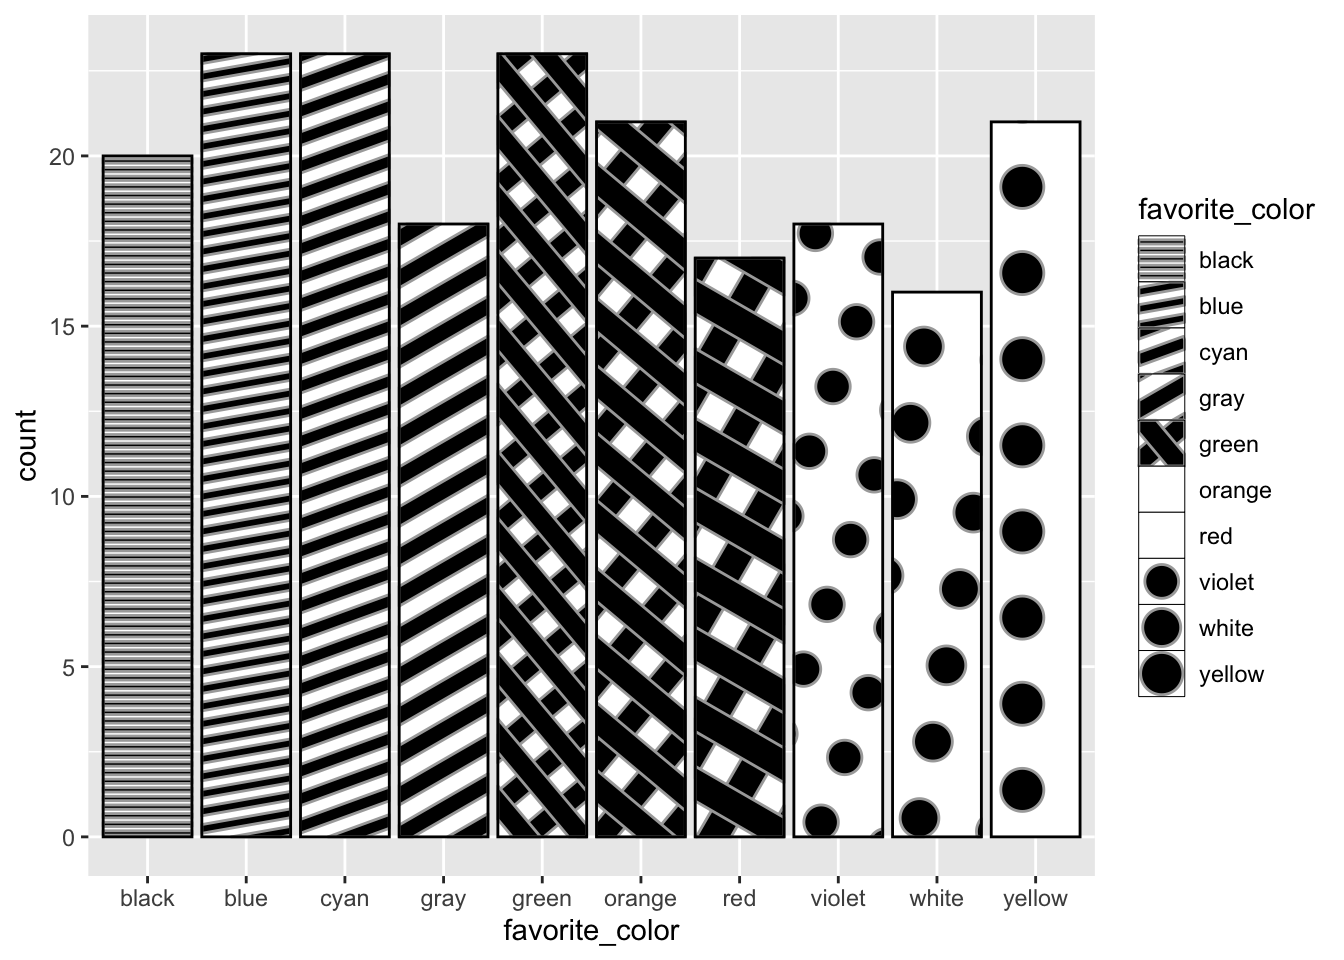 count
20
15
10
5
0
black blue cyan gray green orange red violet white yellow
favorite_color
favorite_color
black
blue
cyan
gray
green
orange
red
violet
white
yellow